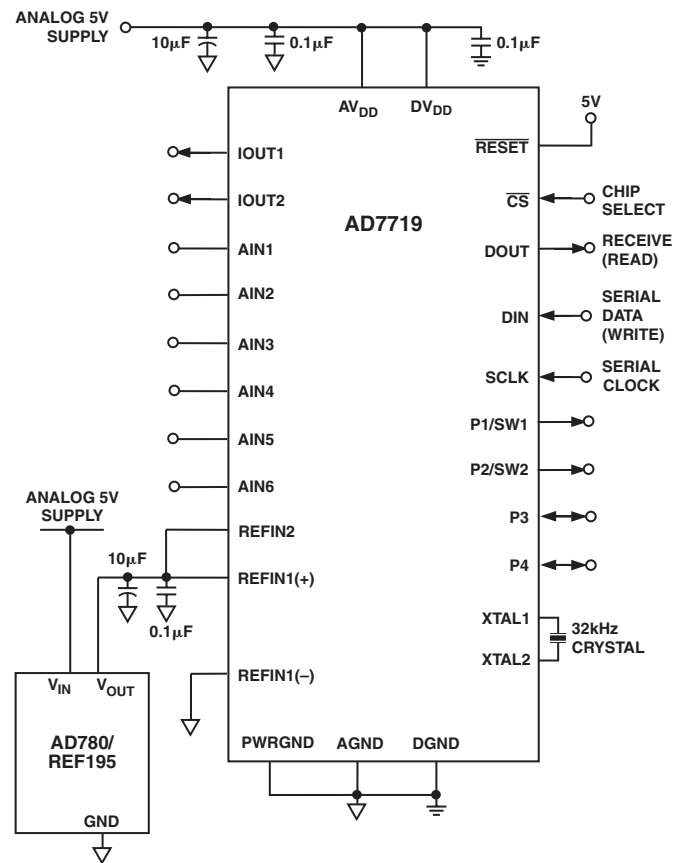 ANALOG 5V
SUPPLY
10µF
0.1µF
0.1µF
AVDD
DVDD
5V
RESET
IOUT1
IOUT2
AIN1
AIN2
AIN3
AIN4
AIN5
AIN6
REFIN2
REFIN1(+)
REFIN1(–)
AD7719
CS
CHIP
SELECT
DOUT
RECEIVE
(READ)
DIN
SERIAL
DATA
(WRITE)
SCLK
SERIAL
CLOCK
P1/SW1
P2/SW2
P3
P4
XTAL1
XTAL2
32kHz
CRYSTAL
ANALOG 5V
SUPPLY
10µF
0.1µF
VIN
VOUT
AD780/
REF195
GND
PWRGND
AGND
DGND